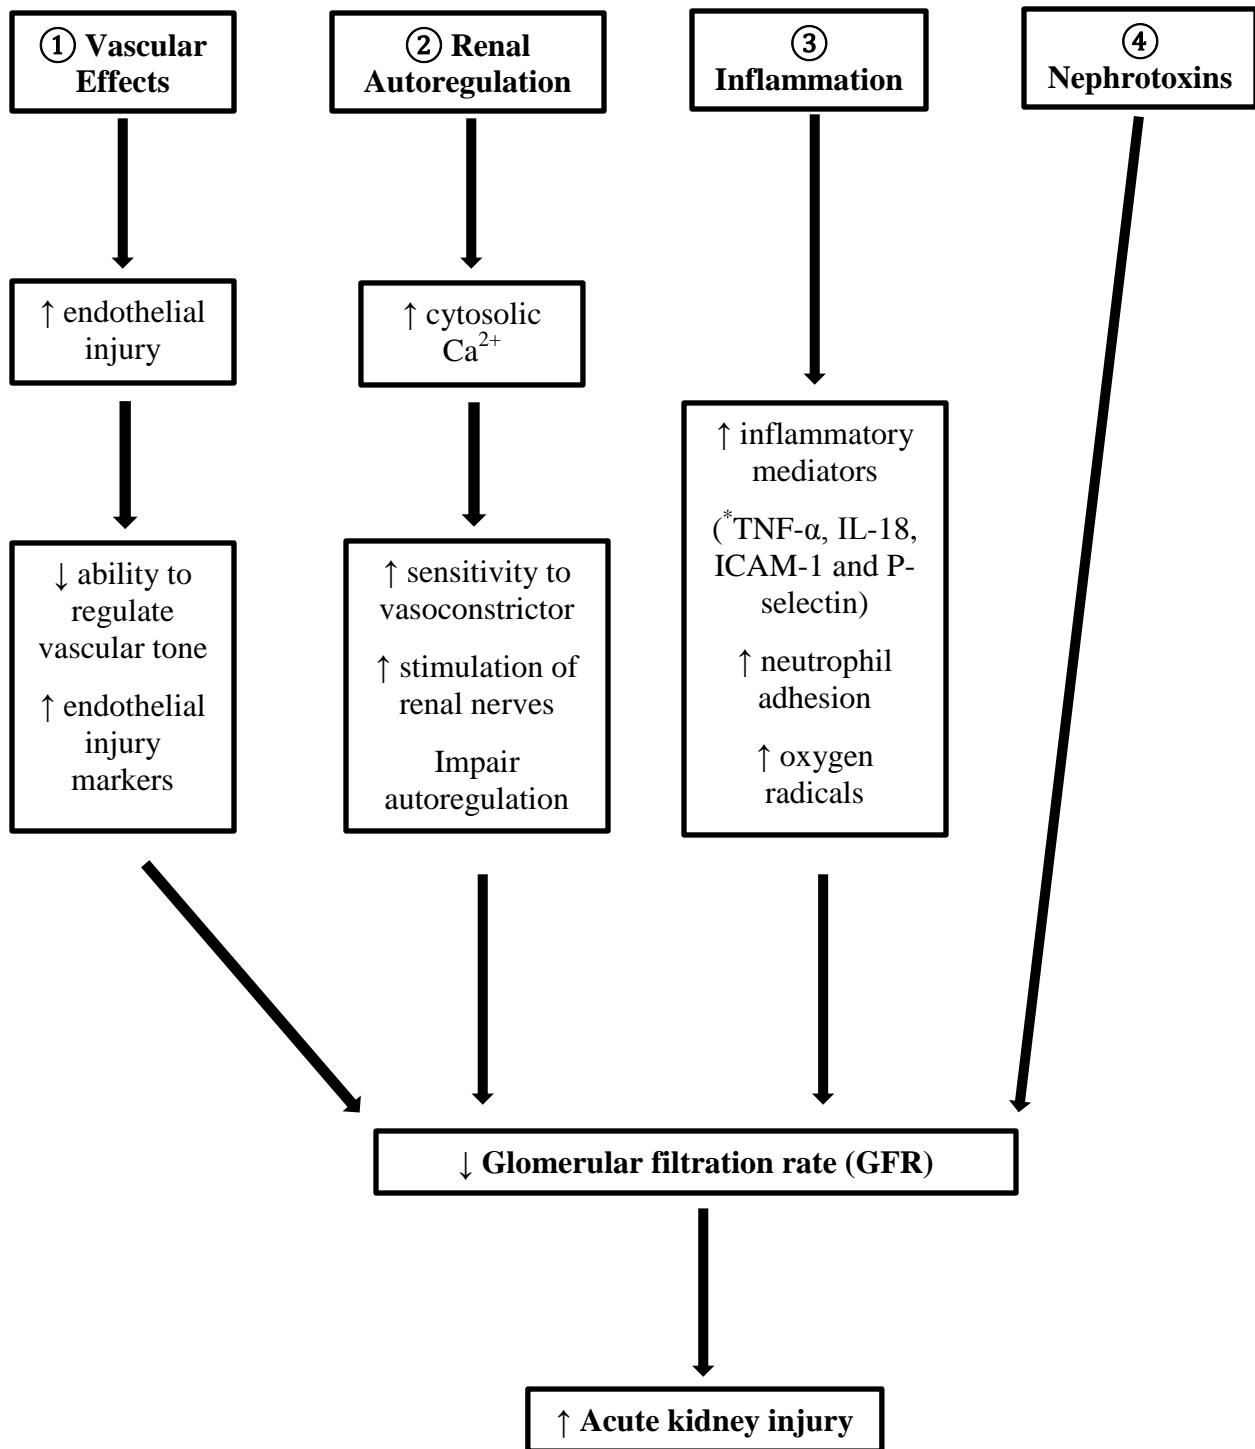 ① Vascular
Effects
② Renal
Autoregulation
③
Inflammation
④
Nephrotoxins
↑ endothelial
injury
↑ cytosolic
Ca²⁺
↑ inflammatory
mediators
(*TNF-α, IL-18,
ICAM-1 and P-
selectin)
↑ neutrophil
adhesion
↑ oxygen
radicals
↓ ability to
regulate
vascular tone
↑ endothelial
injury
markers
↑ sensitivity to
vasoconstrictor
↑ stimulation of
renal nerves
Impair
autoregulation
↓ Glomerular filtration rate (GFR)
↑ Acute kidney injury